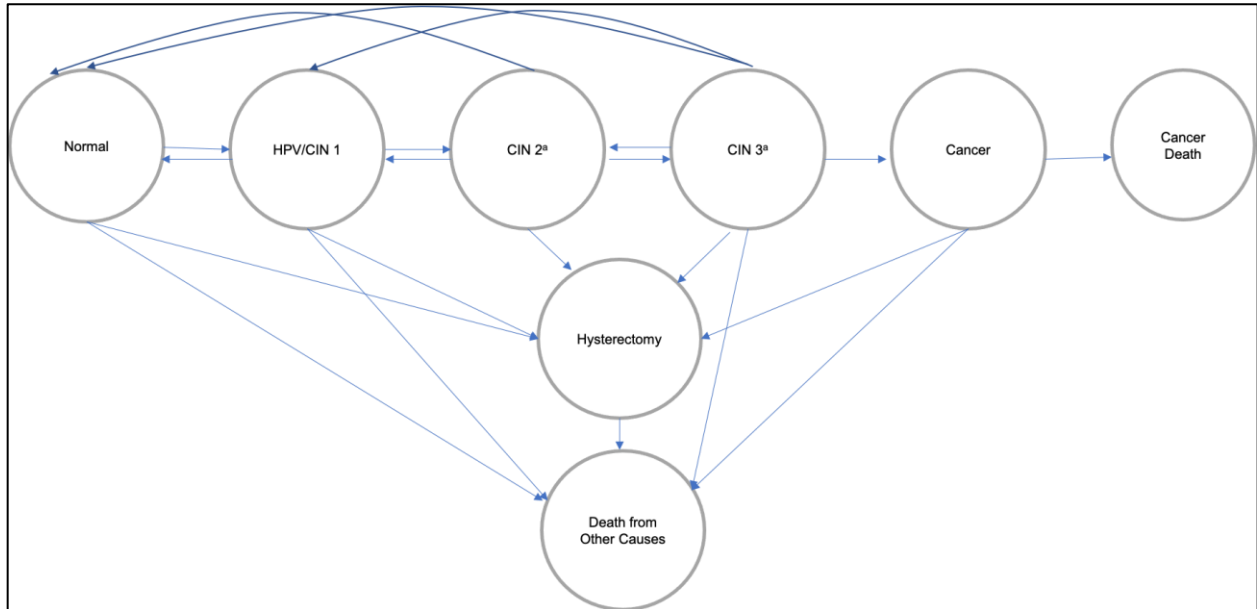 Normal
HPV/CIN 1
CIN 2ª
CIN 3ª
Cancer
Cancer
Death
Hysterectomy
Death from
Other Causes